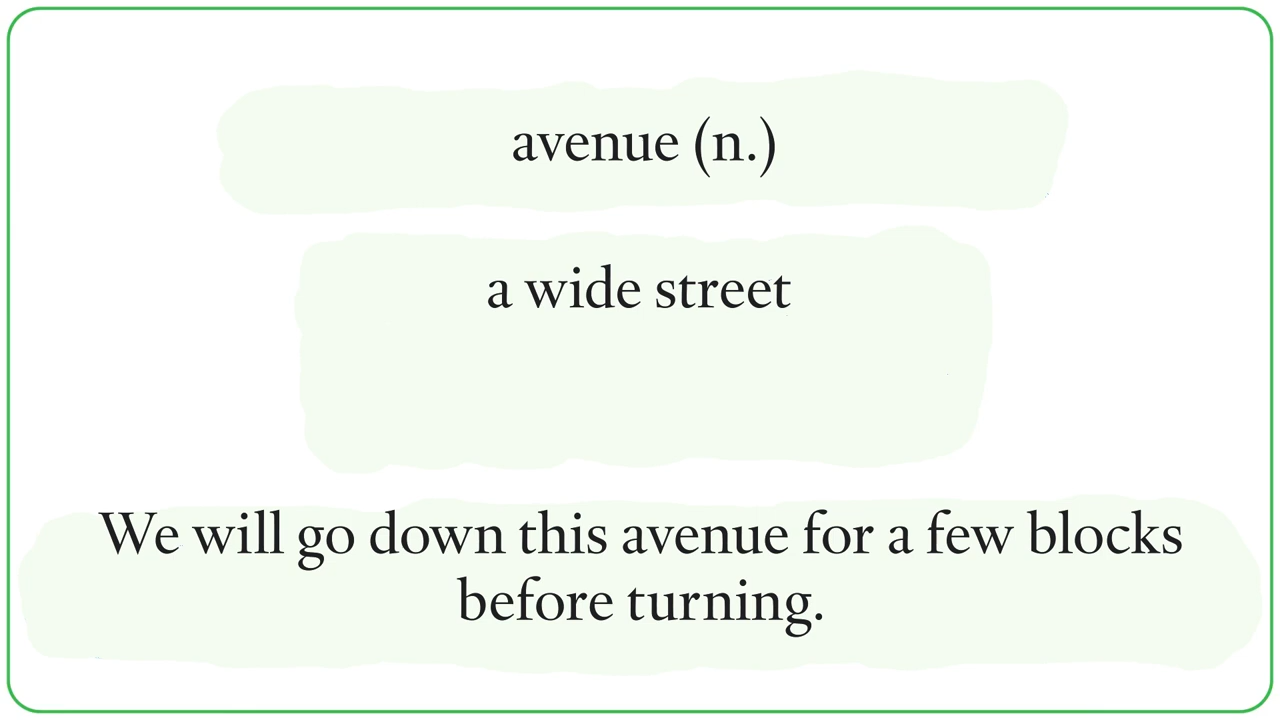 avenue (n.)
a wide street
We will go down this avenue for a few blocks
before turning.